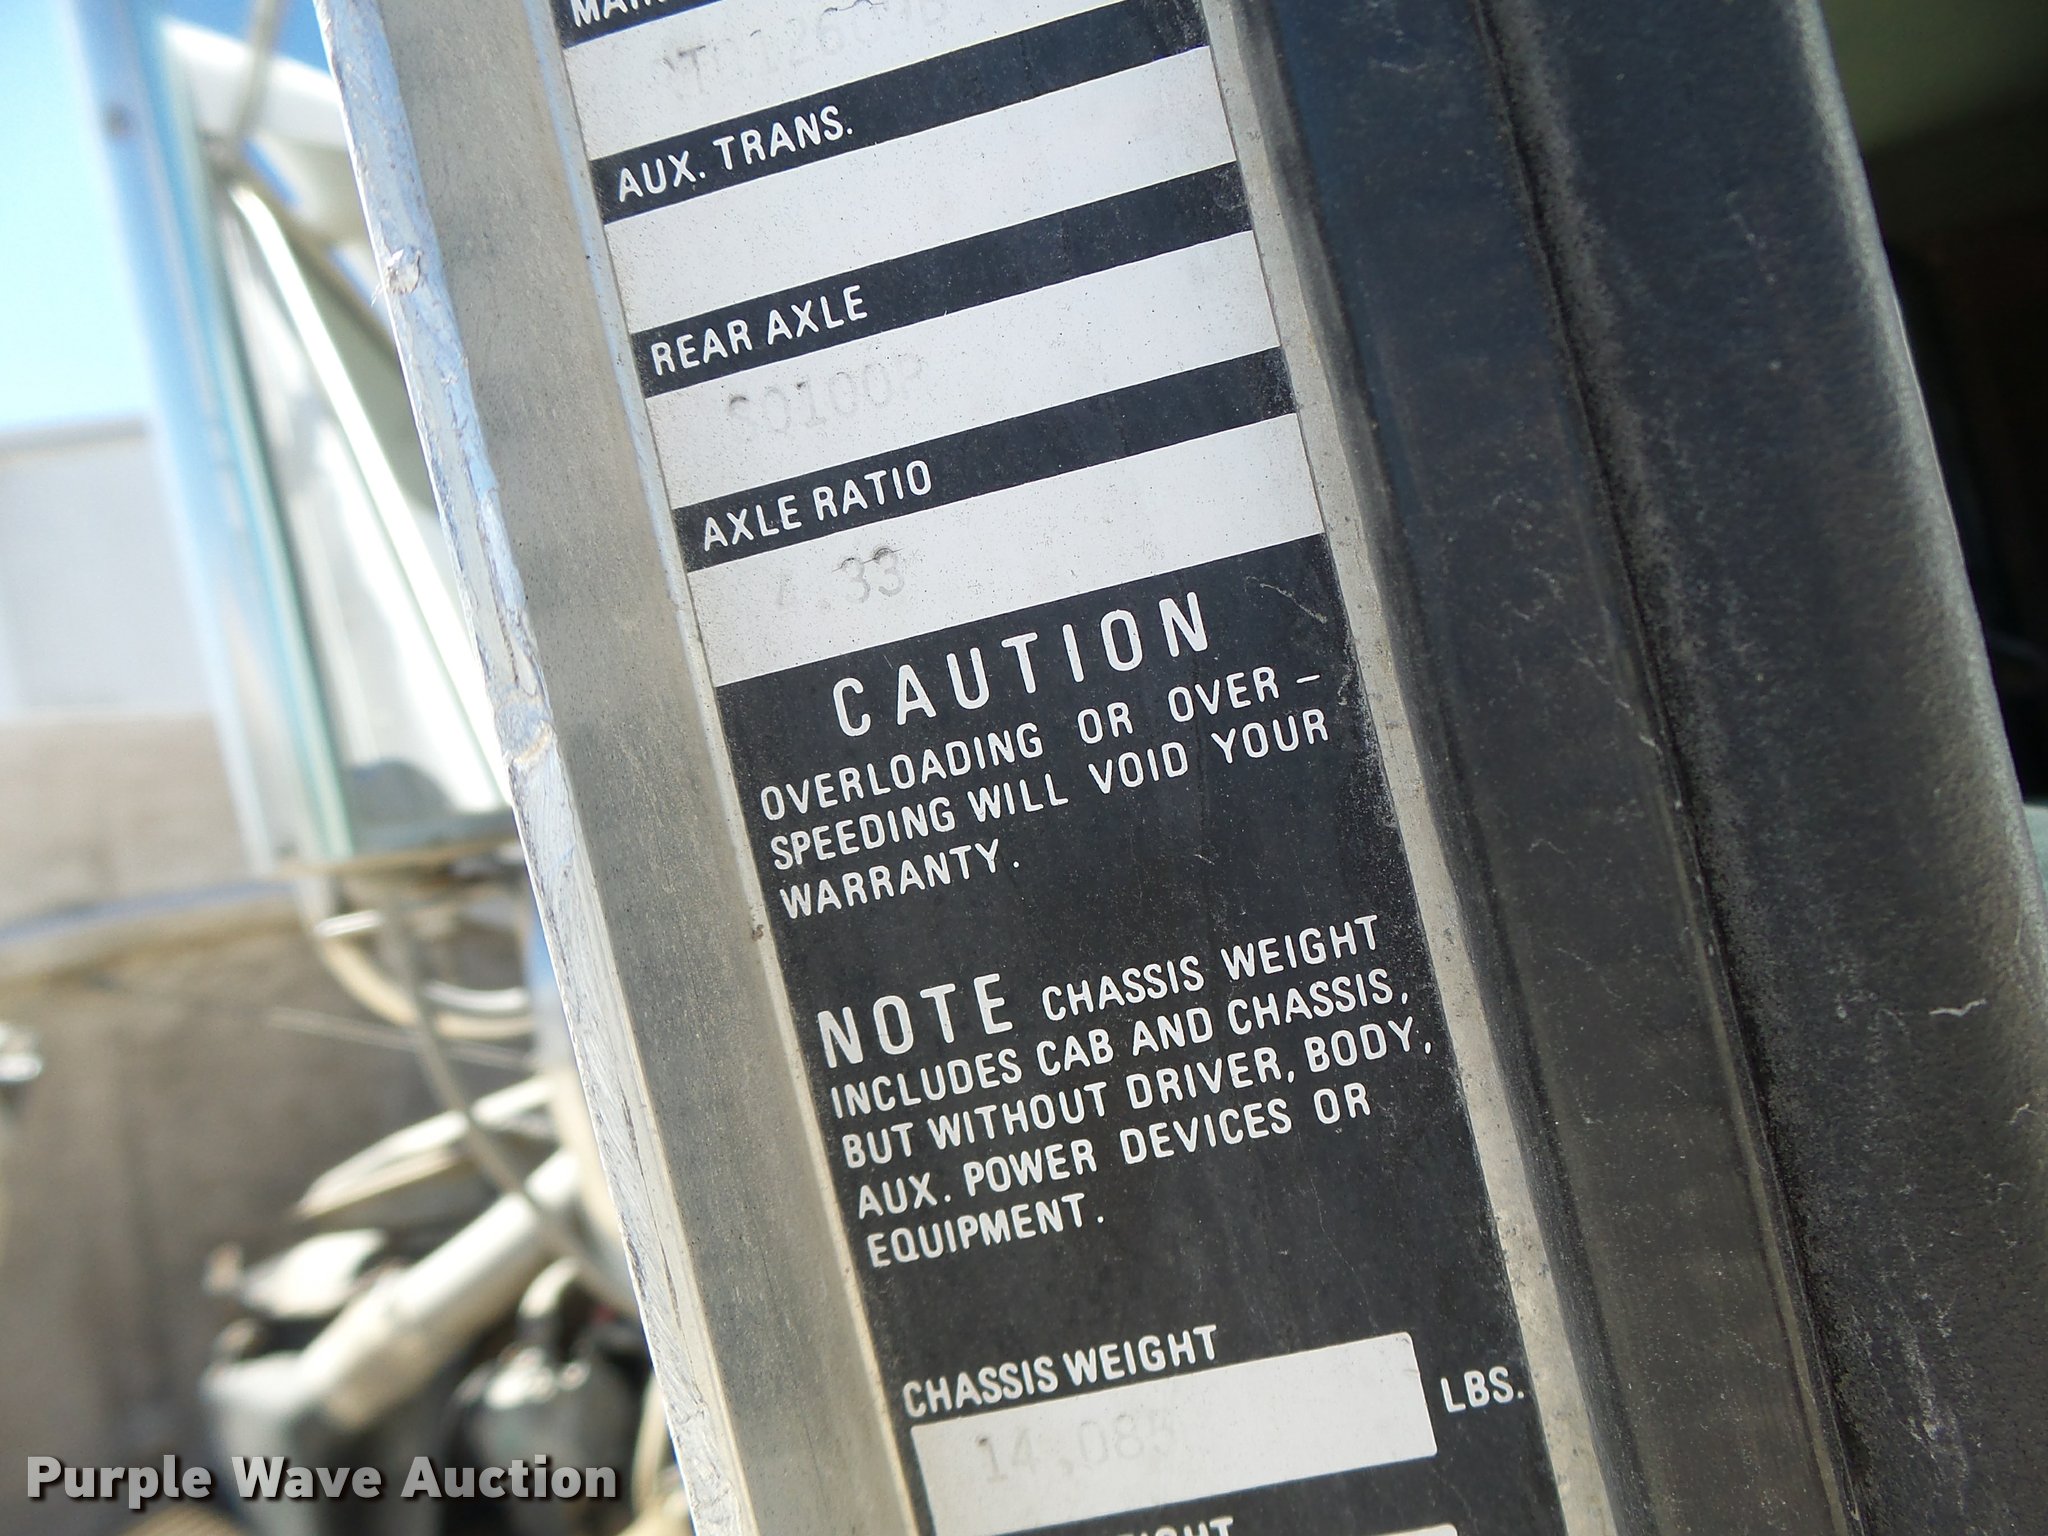 AUX. TRANS.
REAR AXLE
AXLE RATIO
4.33
CAUTION
OVERLOADING OR OVER -
SPEEDING WILL VOID YOUR
WARRANTY.
NOTE CHASSIS WEIGHT
INCLUDES CAB AND CHASSIS,
BUT WITHOUT DRIVER, BODY,
AUX. POWER DEVICES OR
EQUIPMENT.
CHASSIS WEIGHT
LBS.
14,085
Purple Wave Auction